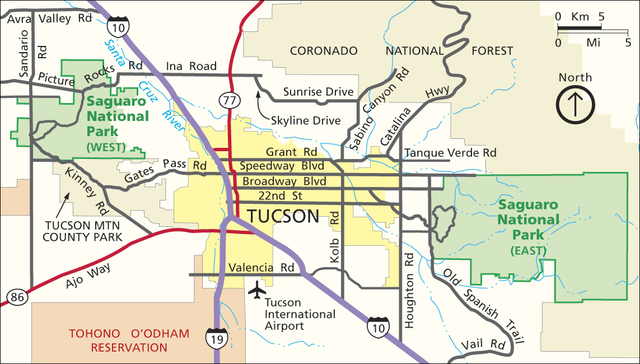 Avra Valley Rd
10
0 Km 5
0 Mi 5
Sandario Rd
Santa Cruz River
CORONADO NATIONAL FOREST
Picture Rocks Rd
Ina Road
North
Sunrise Drive
77
Skyline Drive
Sabino Canyon Rd
Catalina Hwy
Saguaro
National
Park
(WEST)
Grant Rd
Tanque Verde Rd
Gates Pass Rd
Speedway Blvd
Broadway Blvd
22nd St
Kinney Rd
TUCSON
Kolb Rd
Saguaro
National
Park
(EAST)
TUCSON MTN
COUNTY PARK
Ajo Way
86
Valencia Rd
Houghton Rd
Old Spanish Trail
Tucson
International
Airport
TOHONO O'ODHAM
RESERVATION
19
10
Vail Rd